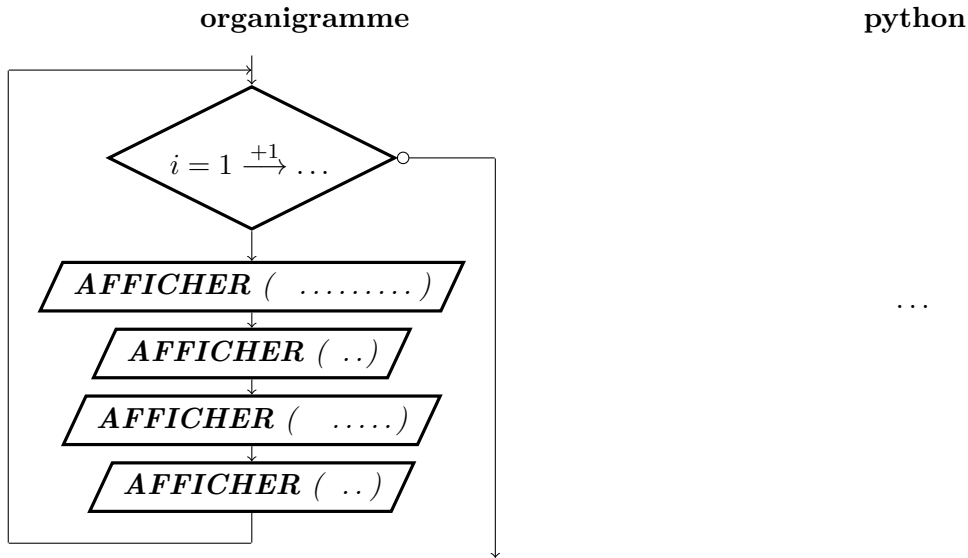 organigramme python
i = 1 +1⟶ . . .
AFFICHER ( . . . . . . . . . )
AFFICHER ( . . )
. . .
AFFICHER ( . . . . . )
AFFICHER ( . . )